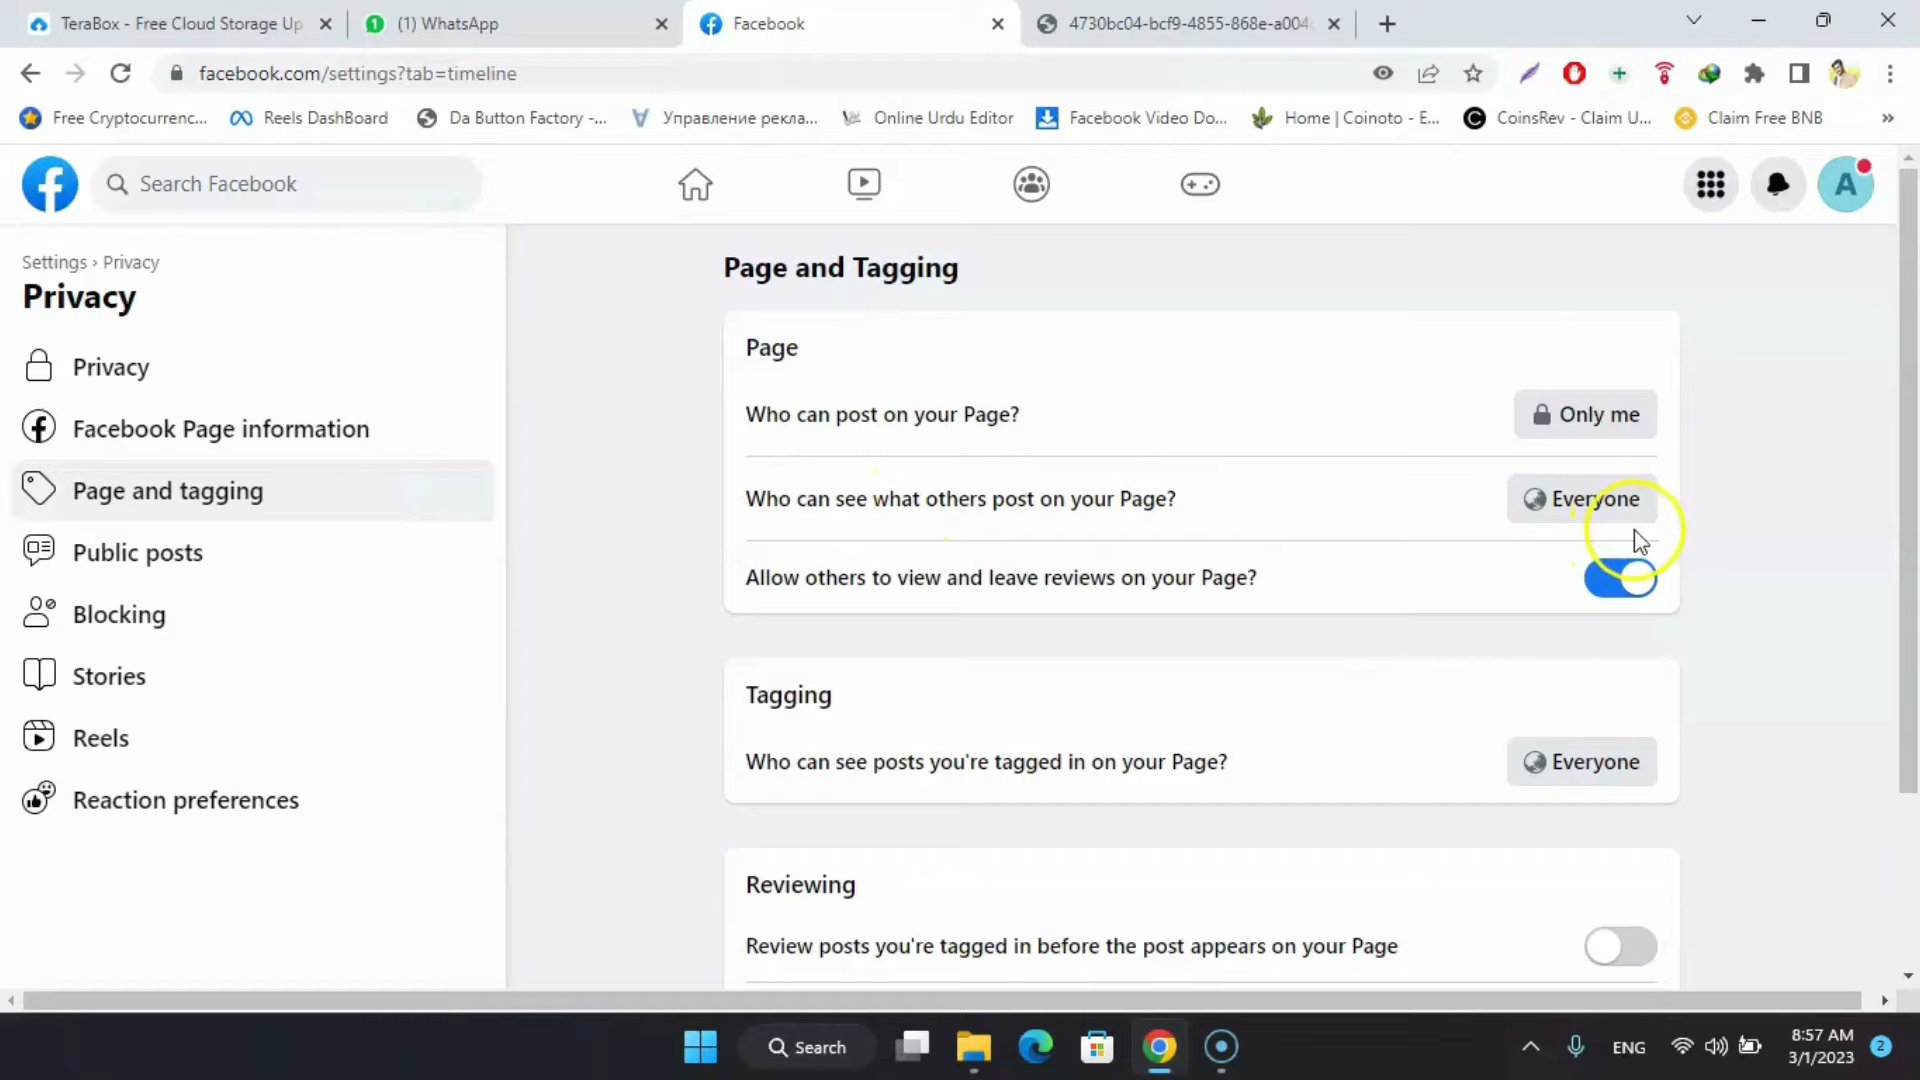 TeraBox - Free Cloud Storage Up
(1) WhatsApp
Facebook
4730bc04-bcf9-4855-868e-a004
facebook.com/settings?tab=timeline
Free Cryptocurrenc...
Reels DashBoard
Da Button Factory -...
Управление рекла...
Online Urdu Editor
Facebook Video Do...
Home | Coinoto - E...
CoinsRev - Claim U...
Claim Free BNB
»
Search Facebook
A
Settings › Privacy
Privacy
Privacy
Facebook Page information
Page and tagging
Public posts
Blocking
Stories
Reels
Reaction preferences
Page and Tagging
Page
Who can post on your Page?
Only me
Who can see what others post on your Page?
Everyone
Allow others to view and leave reviews on your Page?
Tagging
Who can see posts you're tagged in on your Page?
Everyone
Reviewing
Review posts you're tagged in before the post appears on your Page
Search
ENG
8:57 AM
3/1/2023
2